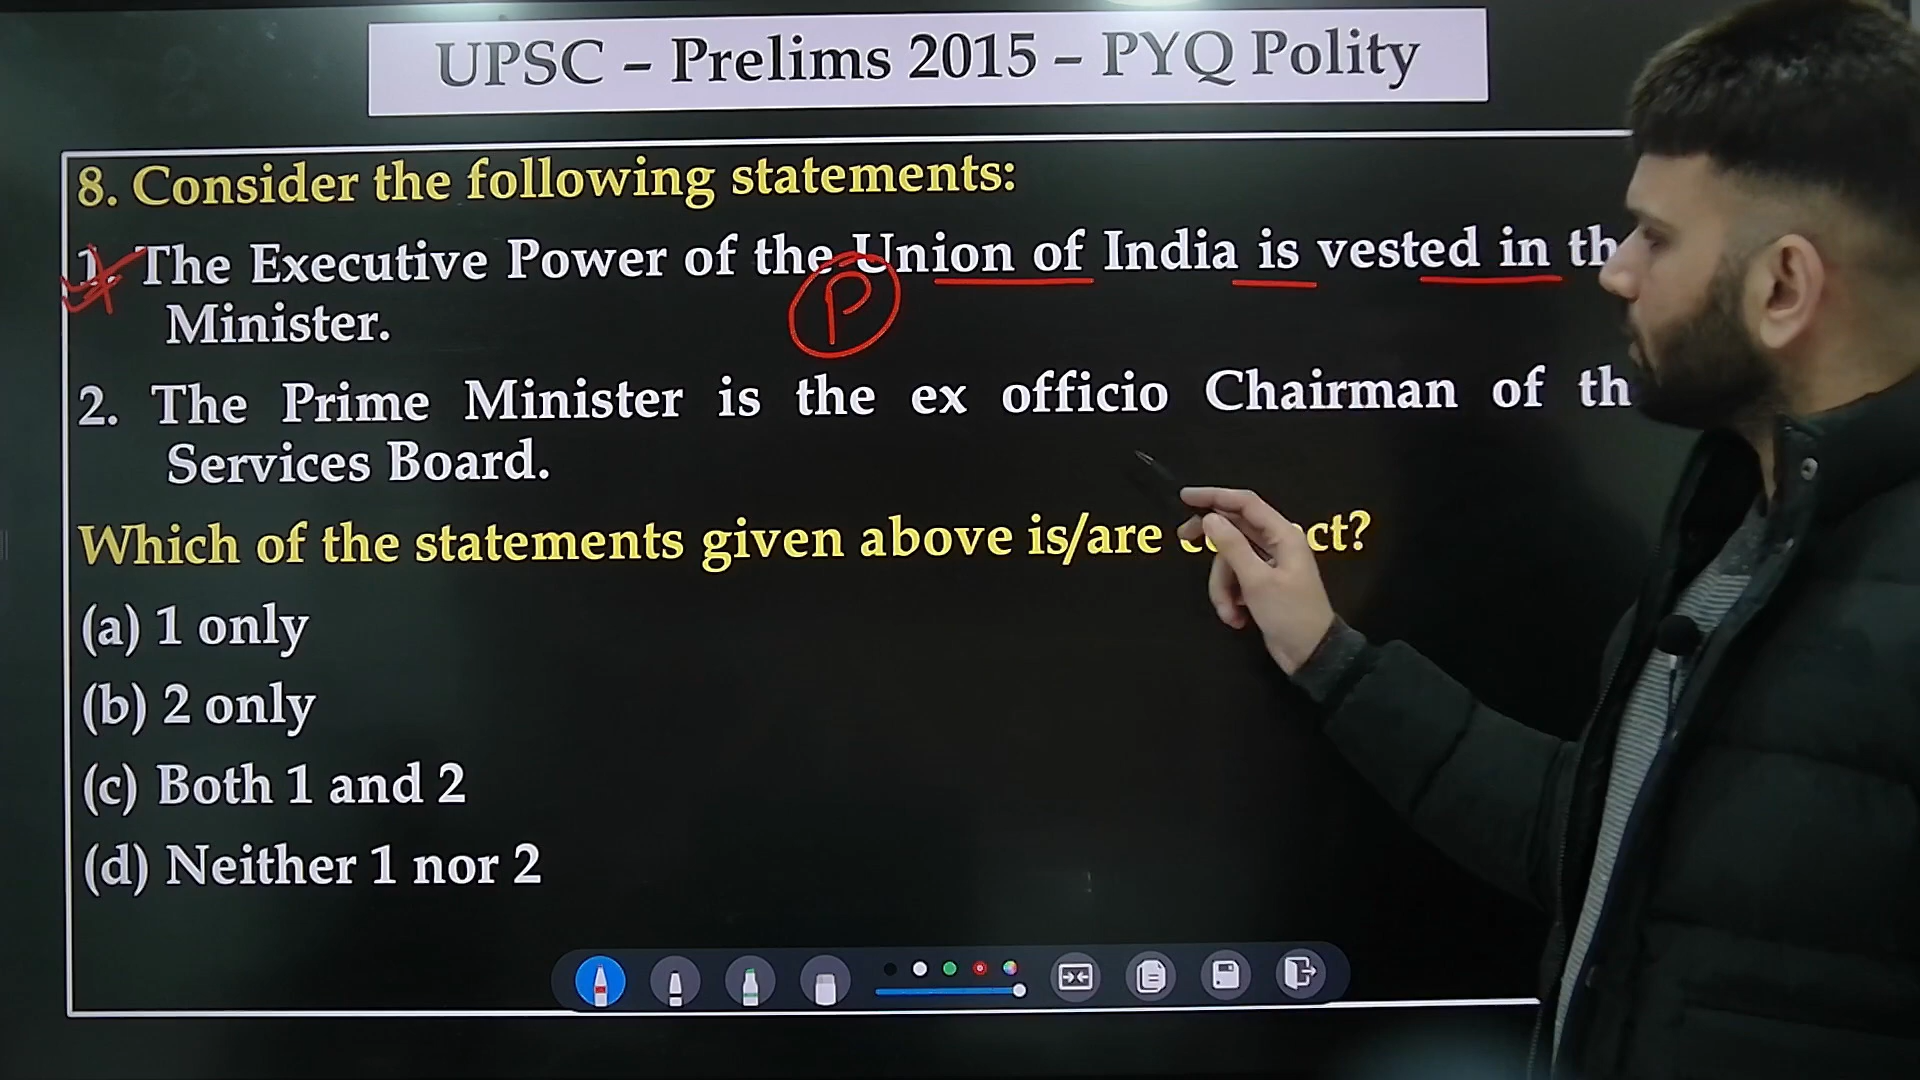 UPSC – Prelims 2015 – PYQ Polity
8. Consider the following statements:
1. The Executive Power of the Union of India is vested in th
Minister.
P
2. The Prime Minister is the ex officio Chairman of th
Services Board.
Which of the statements given above is/are
(a) 1 only
(b) 2 only
(c) Both 1 and 2
(d) Neither 1 nor 2